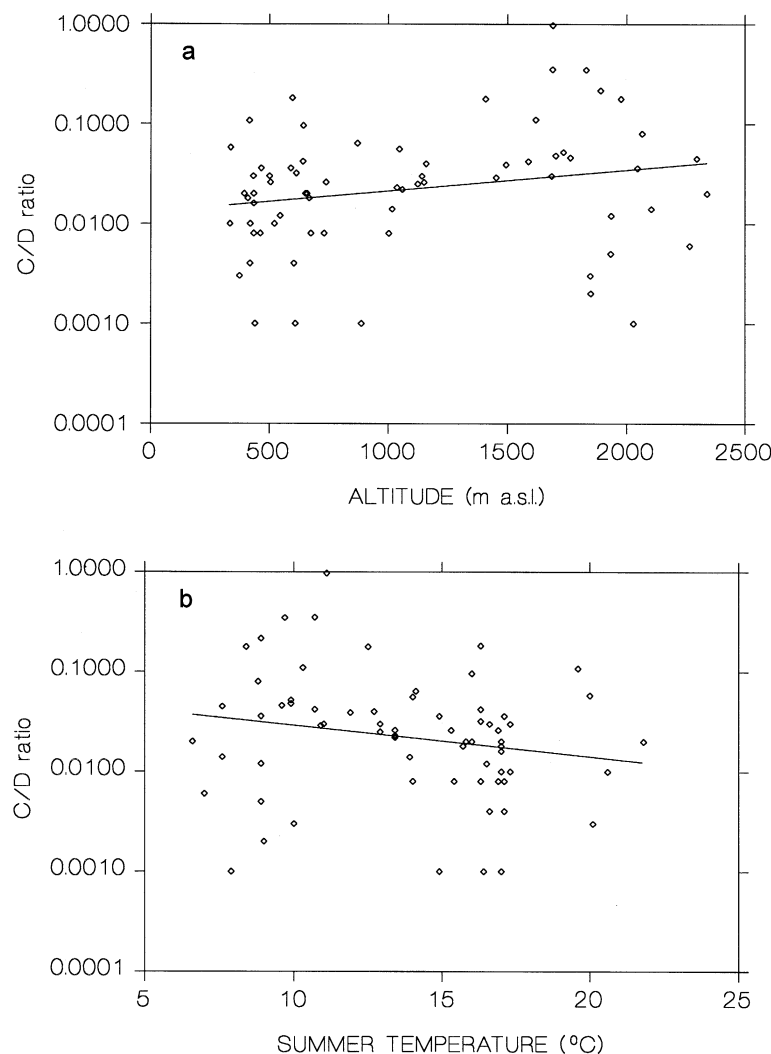 a
1.0000
0.1000
0.0100
0.0010
0.0001
C/D ratio
0 500 1000 1500 2000 2500
ALTITUDE (m a.s.l.)
b
1.0000
0.1000
0.0100
0.0010
0.0001
C/D ratio
5 10 15 20 25
SUMMER TEMPERATURE (ºC)